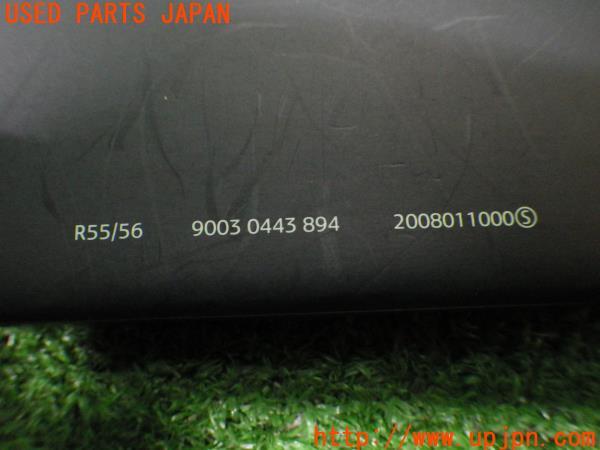 USED PARTS JAPAN
R55/56 9003 0443 894 2008011000Ⓢ
http://www.upjpn.com